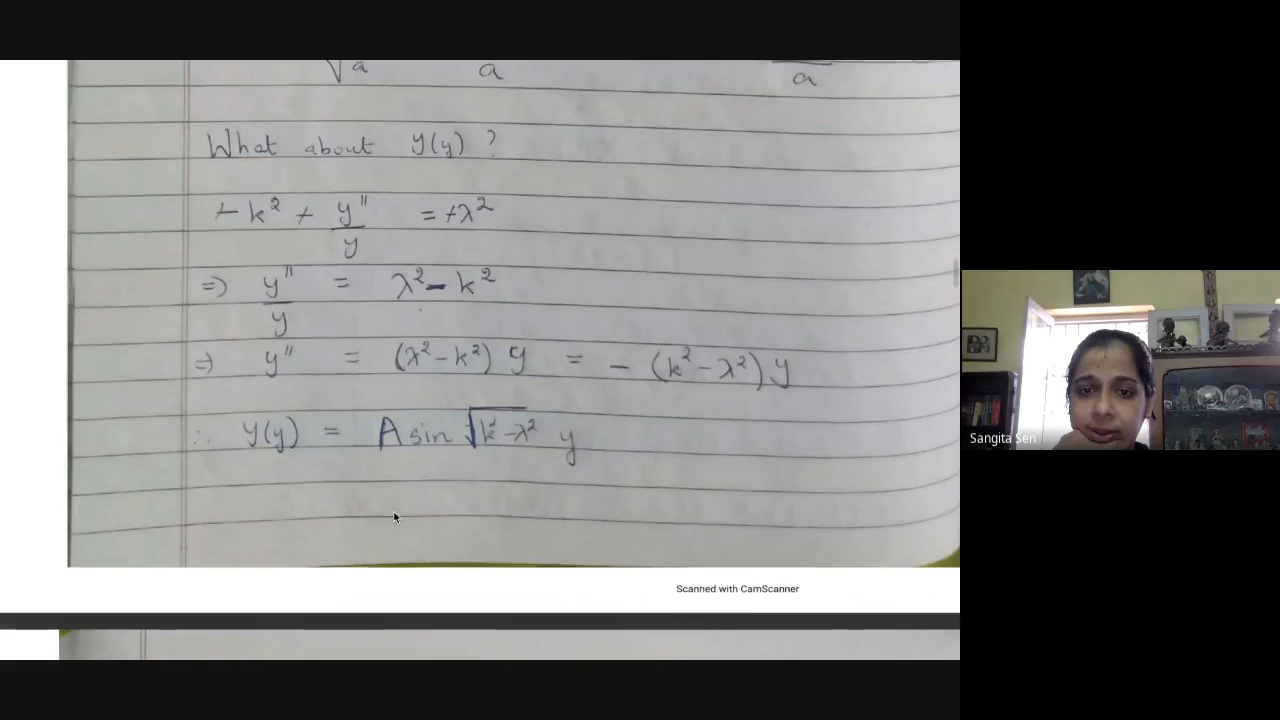 √a a a
What about Y(y) ?
+ k² + y''/y = +λ²
⇒ y''/y = λ² - k²
⇒ y'' = (λ² - k²) y = - (k² - λ²) y
∴ Y(y) = A sin √k² - λ² y
Sangita Sen
Scanned with CamScanner